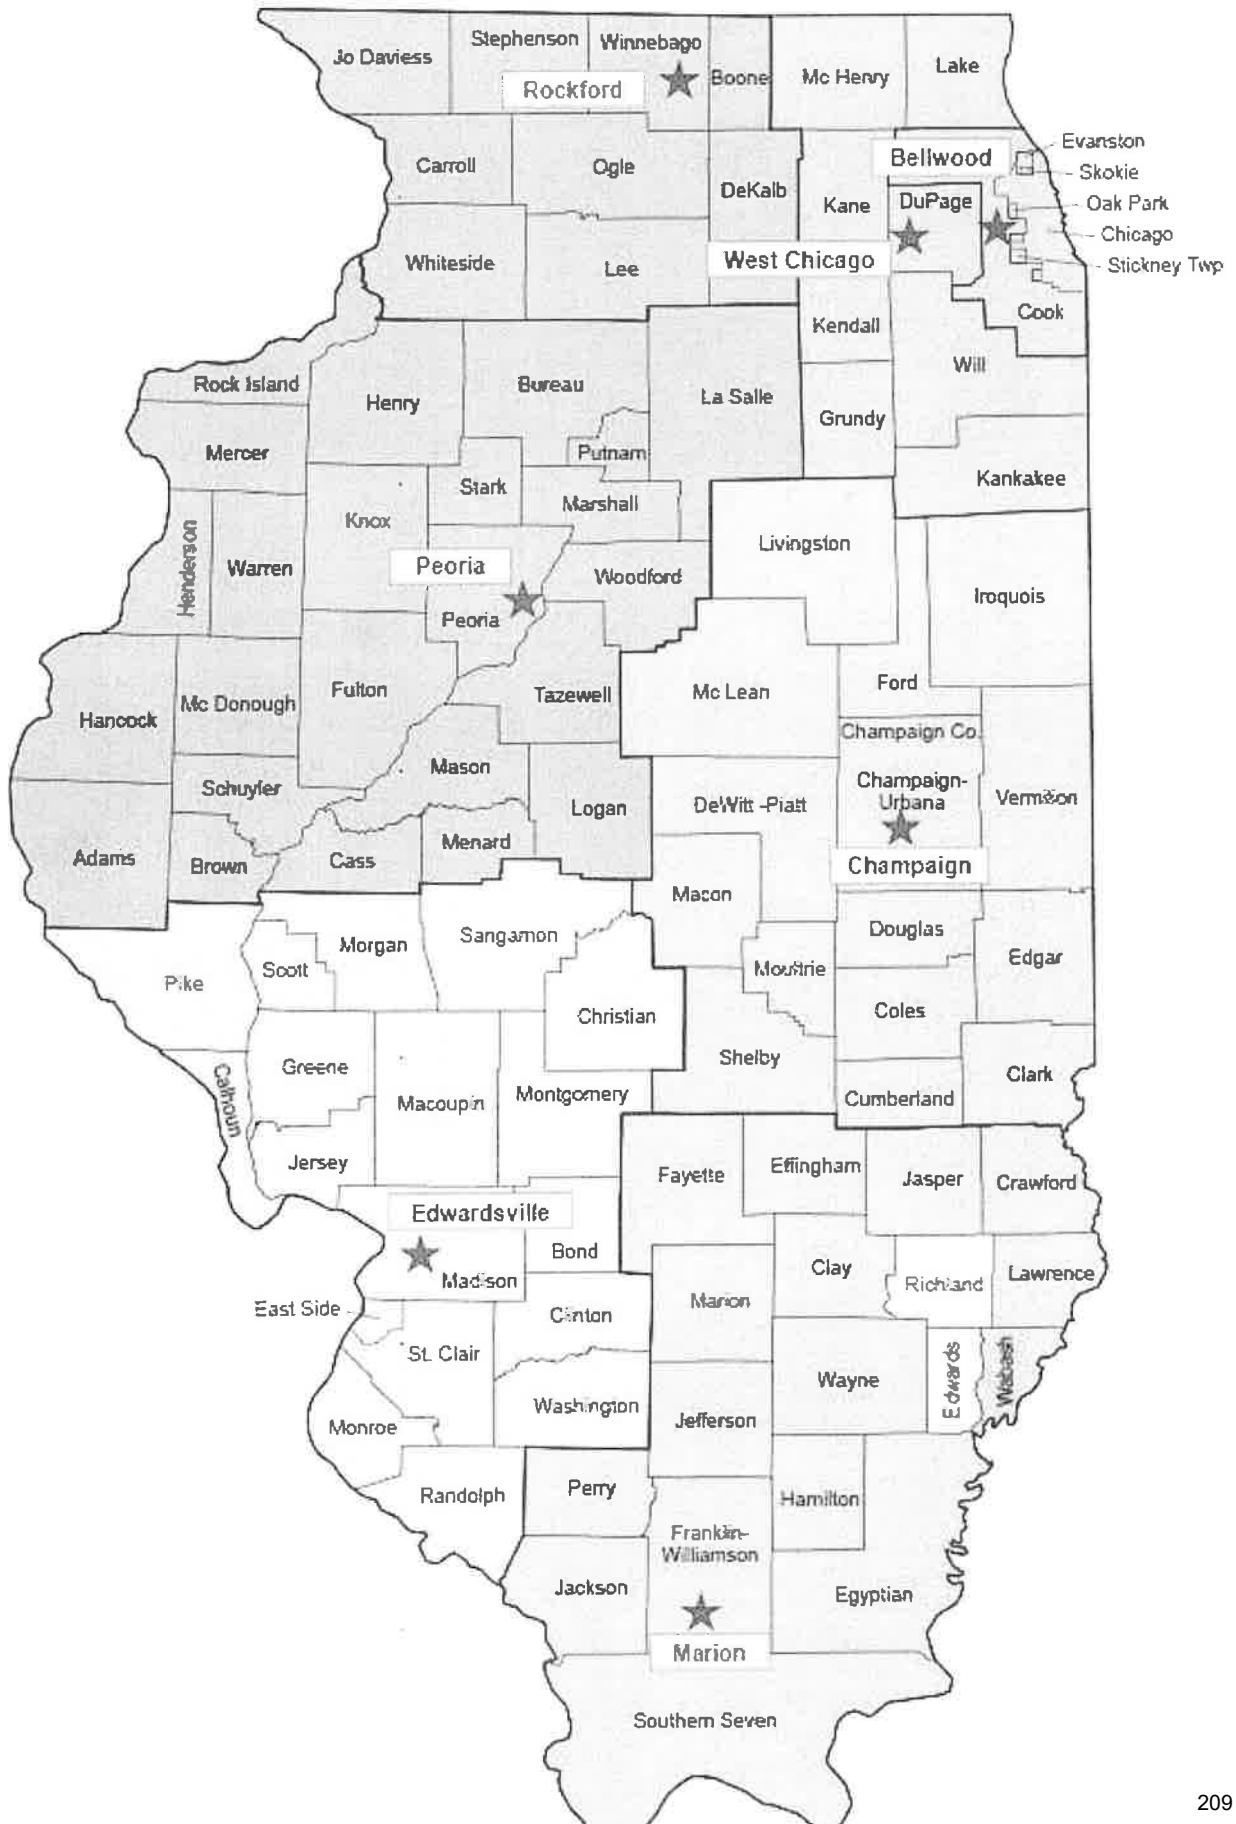 Jo Daviess
Stephenson
Winnebago
Boone
Mc Henry
Lake
Rockford
Carroll
Ogle
DeKalb
Kane
Bellwood
DuPage
Evanston
Skokie
Oak Park
Chicago
Stickney Twp
Whiteside
Lee
West Chicago
Cook
Kendall
Will
Rock Island
Henry
Bureau
La Salle
Grundy
Mercer
Putnam
Kankakee
Stark
Marshall
Knox
Livingston
Henderson
Warren
Peoria
Woodford
Iroquois
Peoria
Hancock
Mc Donough
Fulton
Tazewell
Mc Lean
Ford
Champaign Co.
Schuyler
Mason
Logan
DeWitt -Piatt
Champaign-
Urbana
Vermilion
Adams
Brown
Cass
Menard
Champaign
Macon
Pike
Scott
Morgan
Sangamon
Christian
Moultrie
Douglas
Edgar
Coles
Calhoun
Greene
Macoupin
Montgomery
Shelby
Cumberland
Clark
Jersey
Fayette
Effingham
Jasper
Crawford
Edwardsville
Bond
Madison
Clay
Richland
Lawrence
East Side
Clinton
Marion
St. Clair
Wayne
Edwards
Wabash
Monroe
Washington
Jefferson
Randolph
Perry
Hamilton
Franklin-
Williamson
Jackson
Egyptian
Marion
Southern Seven
209